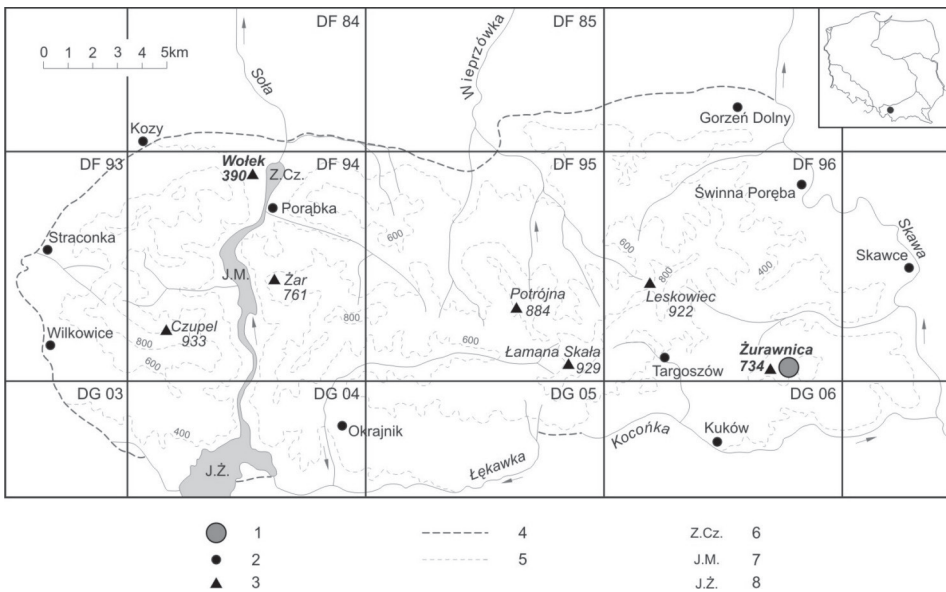 DF 84
DF 85
0 1 2 3 4 5km
Soła
Wieprzówka
Kozy
Gorzeń Dolny
DF 93
Wołek
390
DF 94
Z.Cz.
DF 95
DF 96
Porąbka
Świnna Poręba
Straconka
600
600
Skawa
J.M.
Żar
761
800
400
Skawce
Potrójna
884
Leskowiec
922
Wilkowice
Czupel
933
800
800
600
600
Łamana Skała
929
Targoszów
Żurawnica
734
DG 03
DG 04
DG 05
DG 06
400
Okrajnik
Kocońka
Kuków
J.Ż.
Łękawka
1
4
Z.Cz. 6
2
5
J.M. 7
3
J.Ż. 8